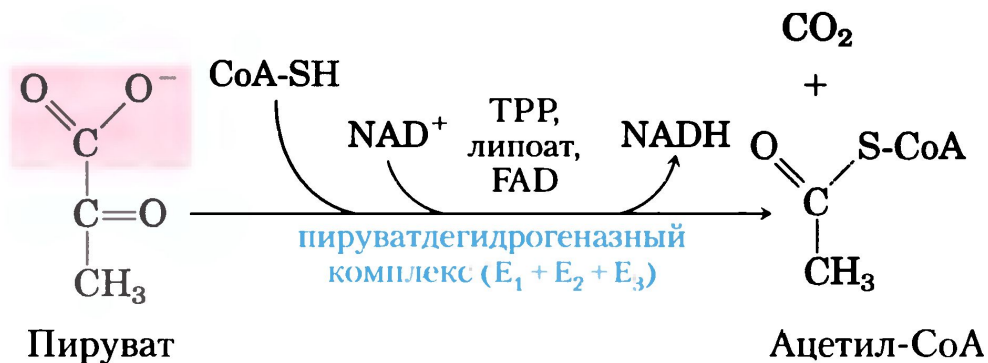 CO₂
+
O O⁻ C C=O CH₃
CoA-SH
NAD⁺
TPP,
липоат,
FAD
NADH
O S-CoA C CH₃
пируватдегидрогеназный
комплекс (E₁ + E₂ + E₃)
Пируват
Ацетил-CoA